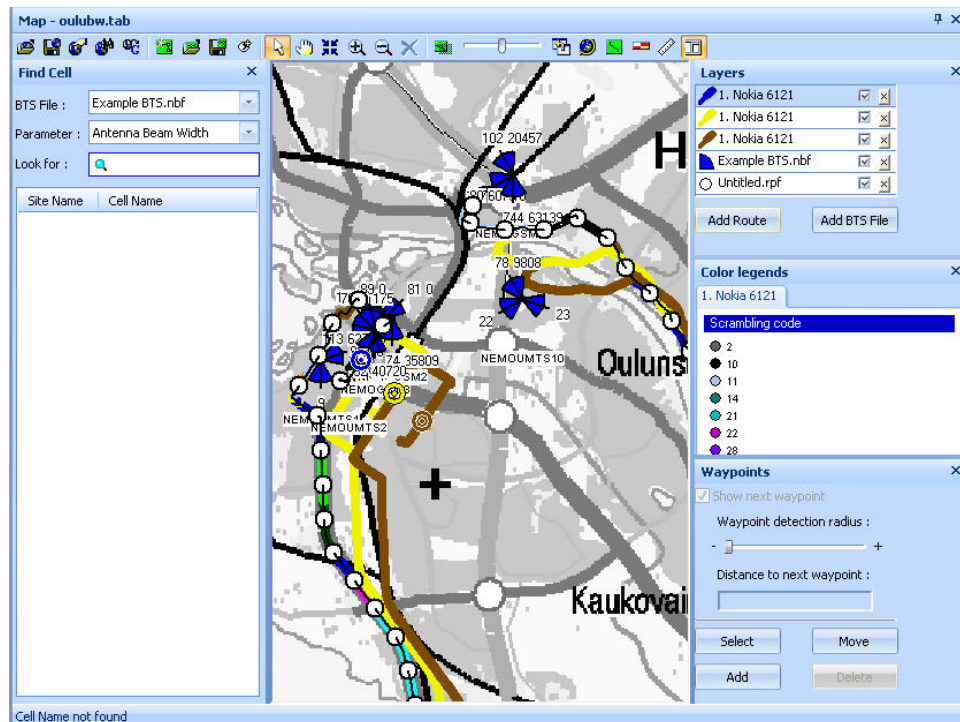 Map - oulubw.tab
Find Cell
BTS File :
Example BTS.nbf
Parameter :
Antenna Beam Width
Look for :
Site Name
Cell Name
102 20457
H
744 63139
78 9808
22
23
NEMOUMTS10
Oulunsi
89 0
81 0
74 35809
NEMOUMTS2
Kaukovai
Layers
1. Nokia 6121
1. Nokia 6121
1. Nokia 6121
Example BTS.nbf
Untitled.rpf
Add Route
Add BTS File
Color legends
1. Nokia 6121
Scrambling code
2
10
11
14
21
22
28
Waypoints
Show next waypoint
Waypoint detection radius :
- +
Distance to next waypoint :
Select
Move
Add
Delete
Cell Name not found